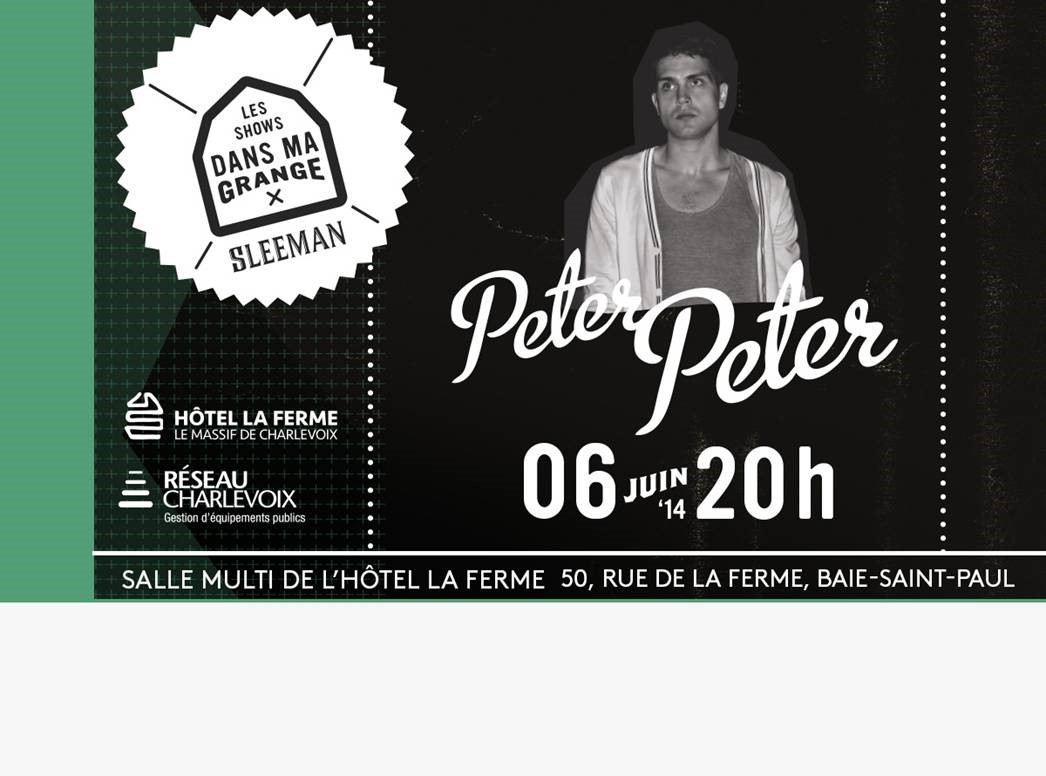 LES
SHOWS
DANS MA
GRANGE
X
SLEEMAN
Peter Peter
06 JUIN '14 20h
HÔTEL LA FERME
LE MASSIF DE CHARLEVOIX
RÉSEAU
CHARLEVOIX
Gestion d'équipements publics
SALLE MULTI DE L'HÔTEL LA FERME 50, RUE DE LA FERME, BAIE-SAINT-PAUL